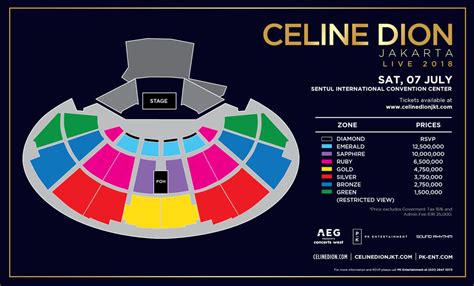 CELINE DION
JAKARTA
LIVE 2018
SAT, 07 JULY
SENTUL INTERNATIONAL CONVENTION CENTER
Tickets available at
www.celinedionjkt.com
STAGE
FOH
ZONE PRICES
DIAMOND RSVP
EMERALD 12,500,000
SAPPHIRE 10,000,000
RUBY 6,500,000
GOLD 4,750,000
SILVER 3,750,000
BRONZE 2,750,000
GREEN 1,500,000
(RESTRICTED VIEW)
*Price excludes Goverment Tax 15% and
Admin Fee IDR 25,000.
AEG
PRESENTS
concerts west
PK
PK ENTERTAINMENT
SOUND RHYTHM
CELINEDION.COM | CELINEDIONJKT.COM | PK-ENT.COM
For more information and RSVP please call PK Entertainment at